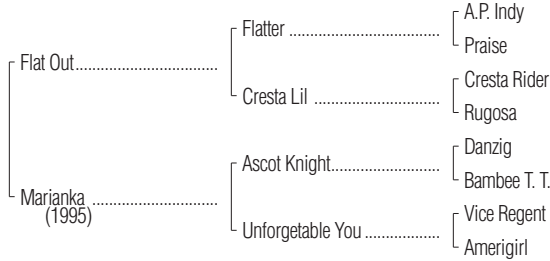 A.P. Indy
Flatter
Praise
Flat Out
Cresta Rider
Cresta Lil
Rugosa
Danzig
Ascot Knight
Bambee T. T.
Marianka
(1995)
Vice Regent
Unforgetable You
Amerigirl